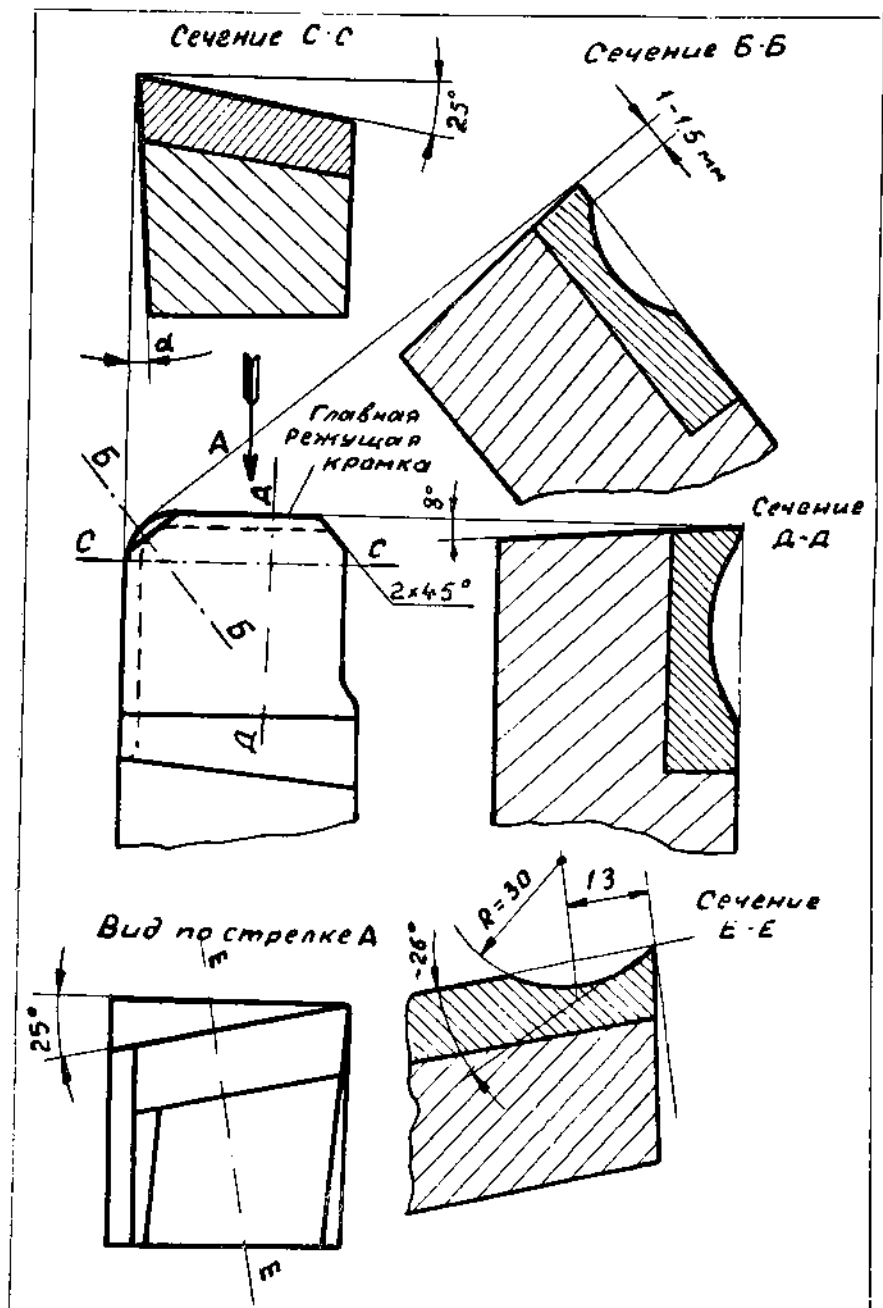 Сечение С-С
Сечение Б-Б
25°
1-1,5 мм
α
А
Главная
режущая
кромка
Б
Д
8°
Сечение
Д-Д
С
С
2×45°
Б
Д
R=30
13
Сечение
Е-Е
Вид по стрелке А
~26°
25°